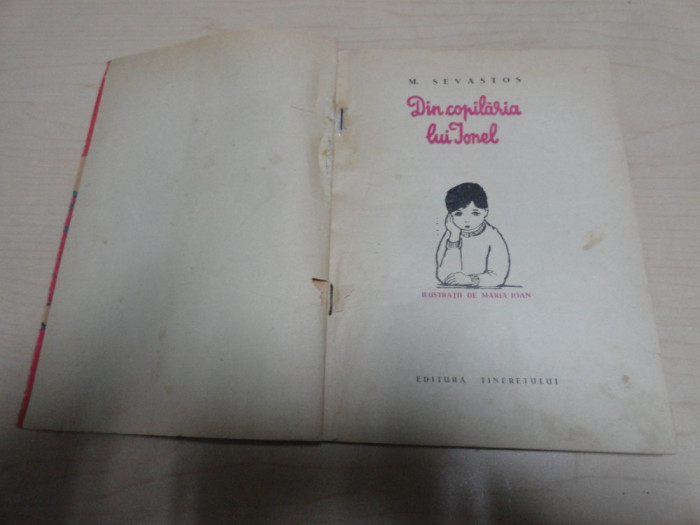 M. SEVASTOS
Din copilăria
lui Ionel
ILUSTRAȚII DE MARIA IOAN
EDITURA TINERETULUI